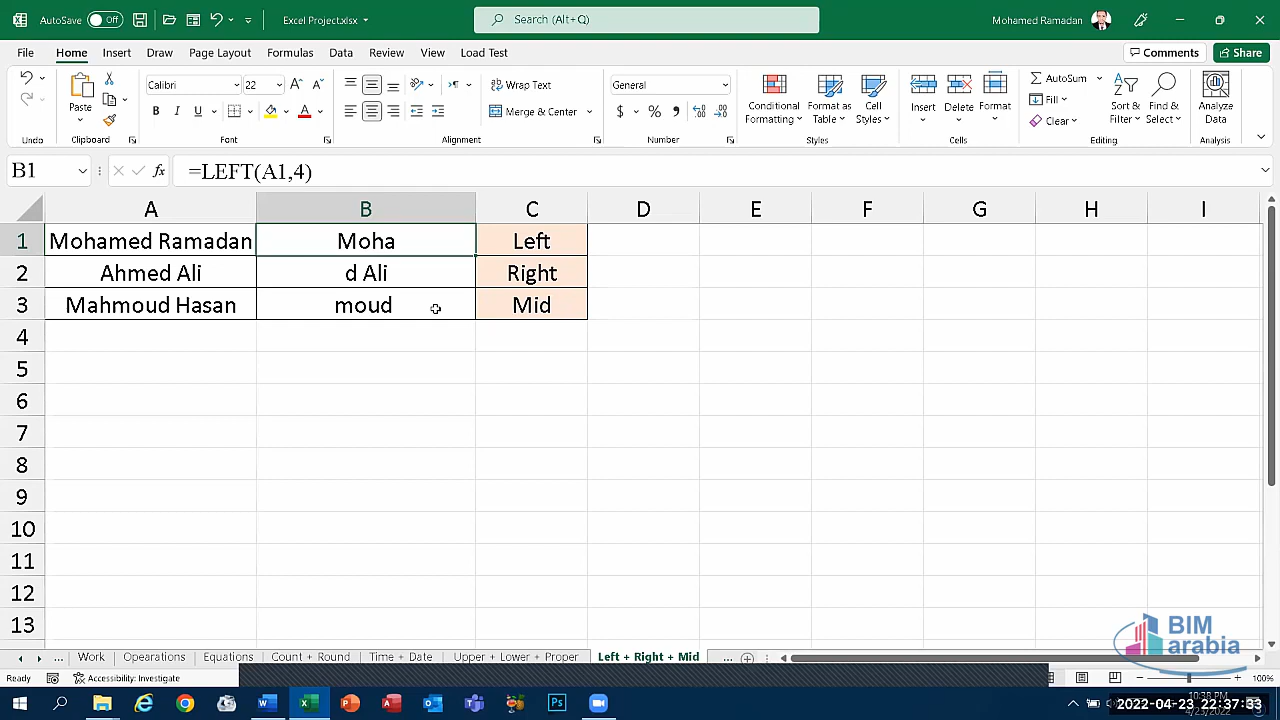 AutoSave Off Excel Project.xlsx Search (Alt+Q) Mohamed Ramadan
File Home Insert Draw Page Layout Formulas Data Review View Load Test Comments Share
Calibri 22 General
Paste
B I U
Wrap Text
Merge & Center
$ % ,
Conditional Formatting
Format as Table
Cell Styles
Insert Delete Format
AutoSum
Fill
Clear
Sort & Filter
Find & Select
Analyze Data
Undo Clipboard Font Alignment Number Styles Cells Editing Analysis
B1 fx =LEFT(A1,4)
A B C D E F G H I
1 Mohamed Ramadan Moha Left
2 Ahmed Ali d Ali Right
3 Mahmoud Hasan moud Mid
4
5
6
7
8
9
10
11
12
13
BIM
arabia
... Work Operations Equations Count + Round Time + Date Upper + Lower + Proper Left + Right + Mid ...
Ready Accessibility: Investigate 100%
2022-04-23 22:37:33